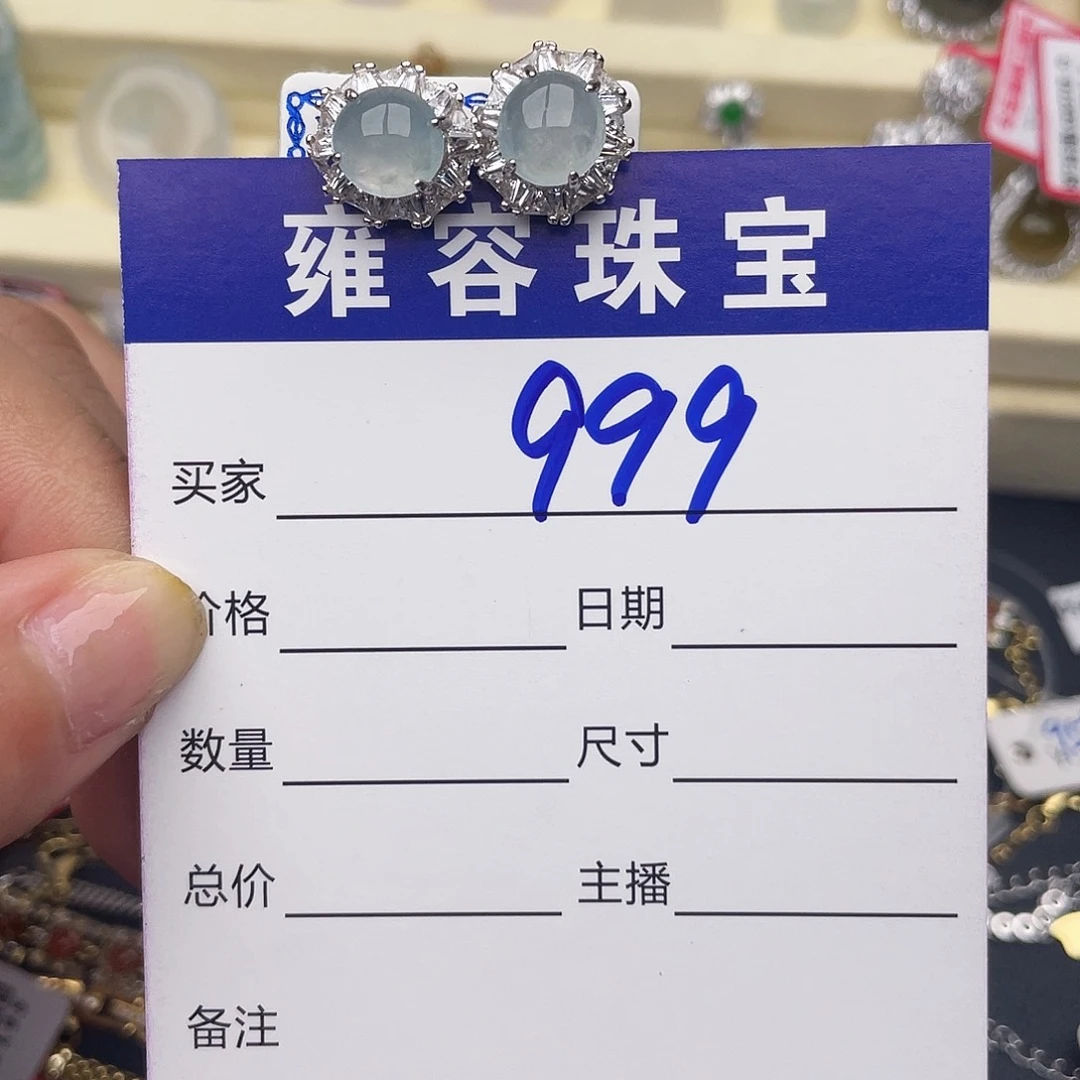 雍容珠宝
999
买家
价格 日期
数量 尺寸
总价 主播
备注